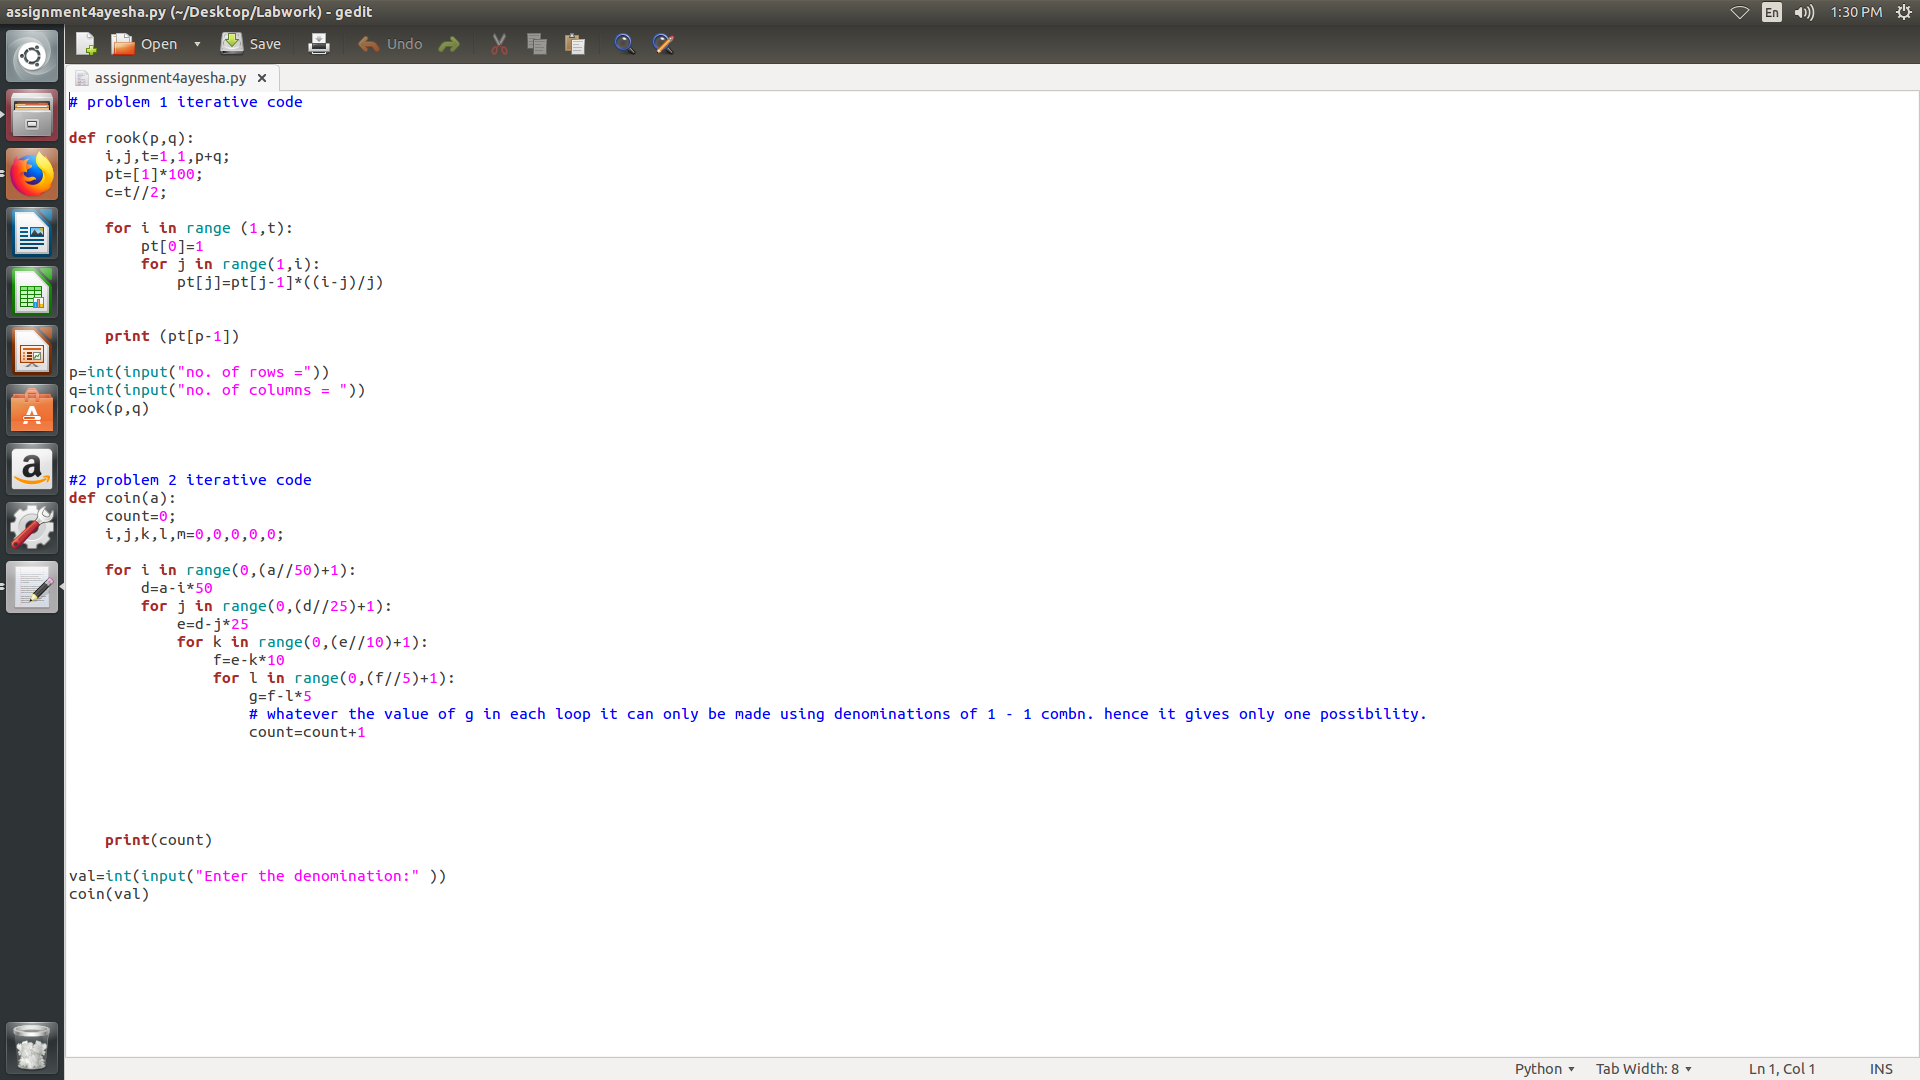 assignment4ayesha.py (~/Desktop/Labwork) - gedit
En
1:30 PM
Open
Save
Undo
assignment4ayesha.py
# problem 1 iterative code
def rook(p,q):
    i,j,t=1,1,p+q;
    pt=[1]*100;
    c=t//2;
    for i in range (1,t):
        pt[0]=1
        for j in range(1,i):
            pt[j]=pt[j-1]*((i-j)/j)
    print (pt[p-1])
p=int(input("no. of rows ="))
q=int(input("no. of columns = "))
rook(p,q)
#2 problem 2 iterative code
def coin(a):
    count=0;
    i,j,k,l,m=0,0,0,0,0;
    for i in range(0,(a//50)+1):
        d=a-i*50
        for j in range(0,(d//25)+1):
            e=d-j*25
            for k in range(0,(e//10)+1):
                f=e-k*10
                for l in range(0,(f//5)+1):
                    g=f-l*5
                    # whatever the value of g in each loop it can only be made using denominations of 1 - 1 combn. hence it gives only one possibility.
                    count=count+1
    print(count)
val=int(input("Enter the denomination:" ))
coin(val)
Python
Tab Width: 8
Ln 1, Col 1
INS